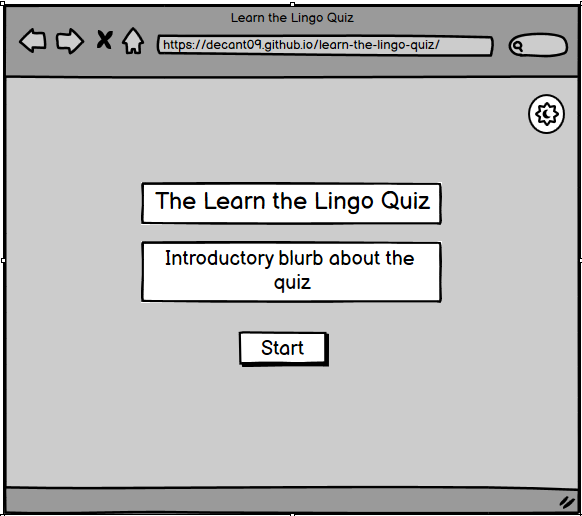 Learn the Lingo Quiz
https://decant09.github.io/learn-the-lingo-quiz/
The Learn the Lingo Quiz
Introductory blurb about the
quiz
Start